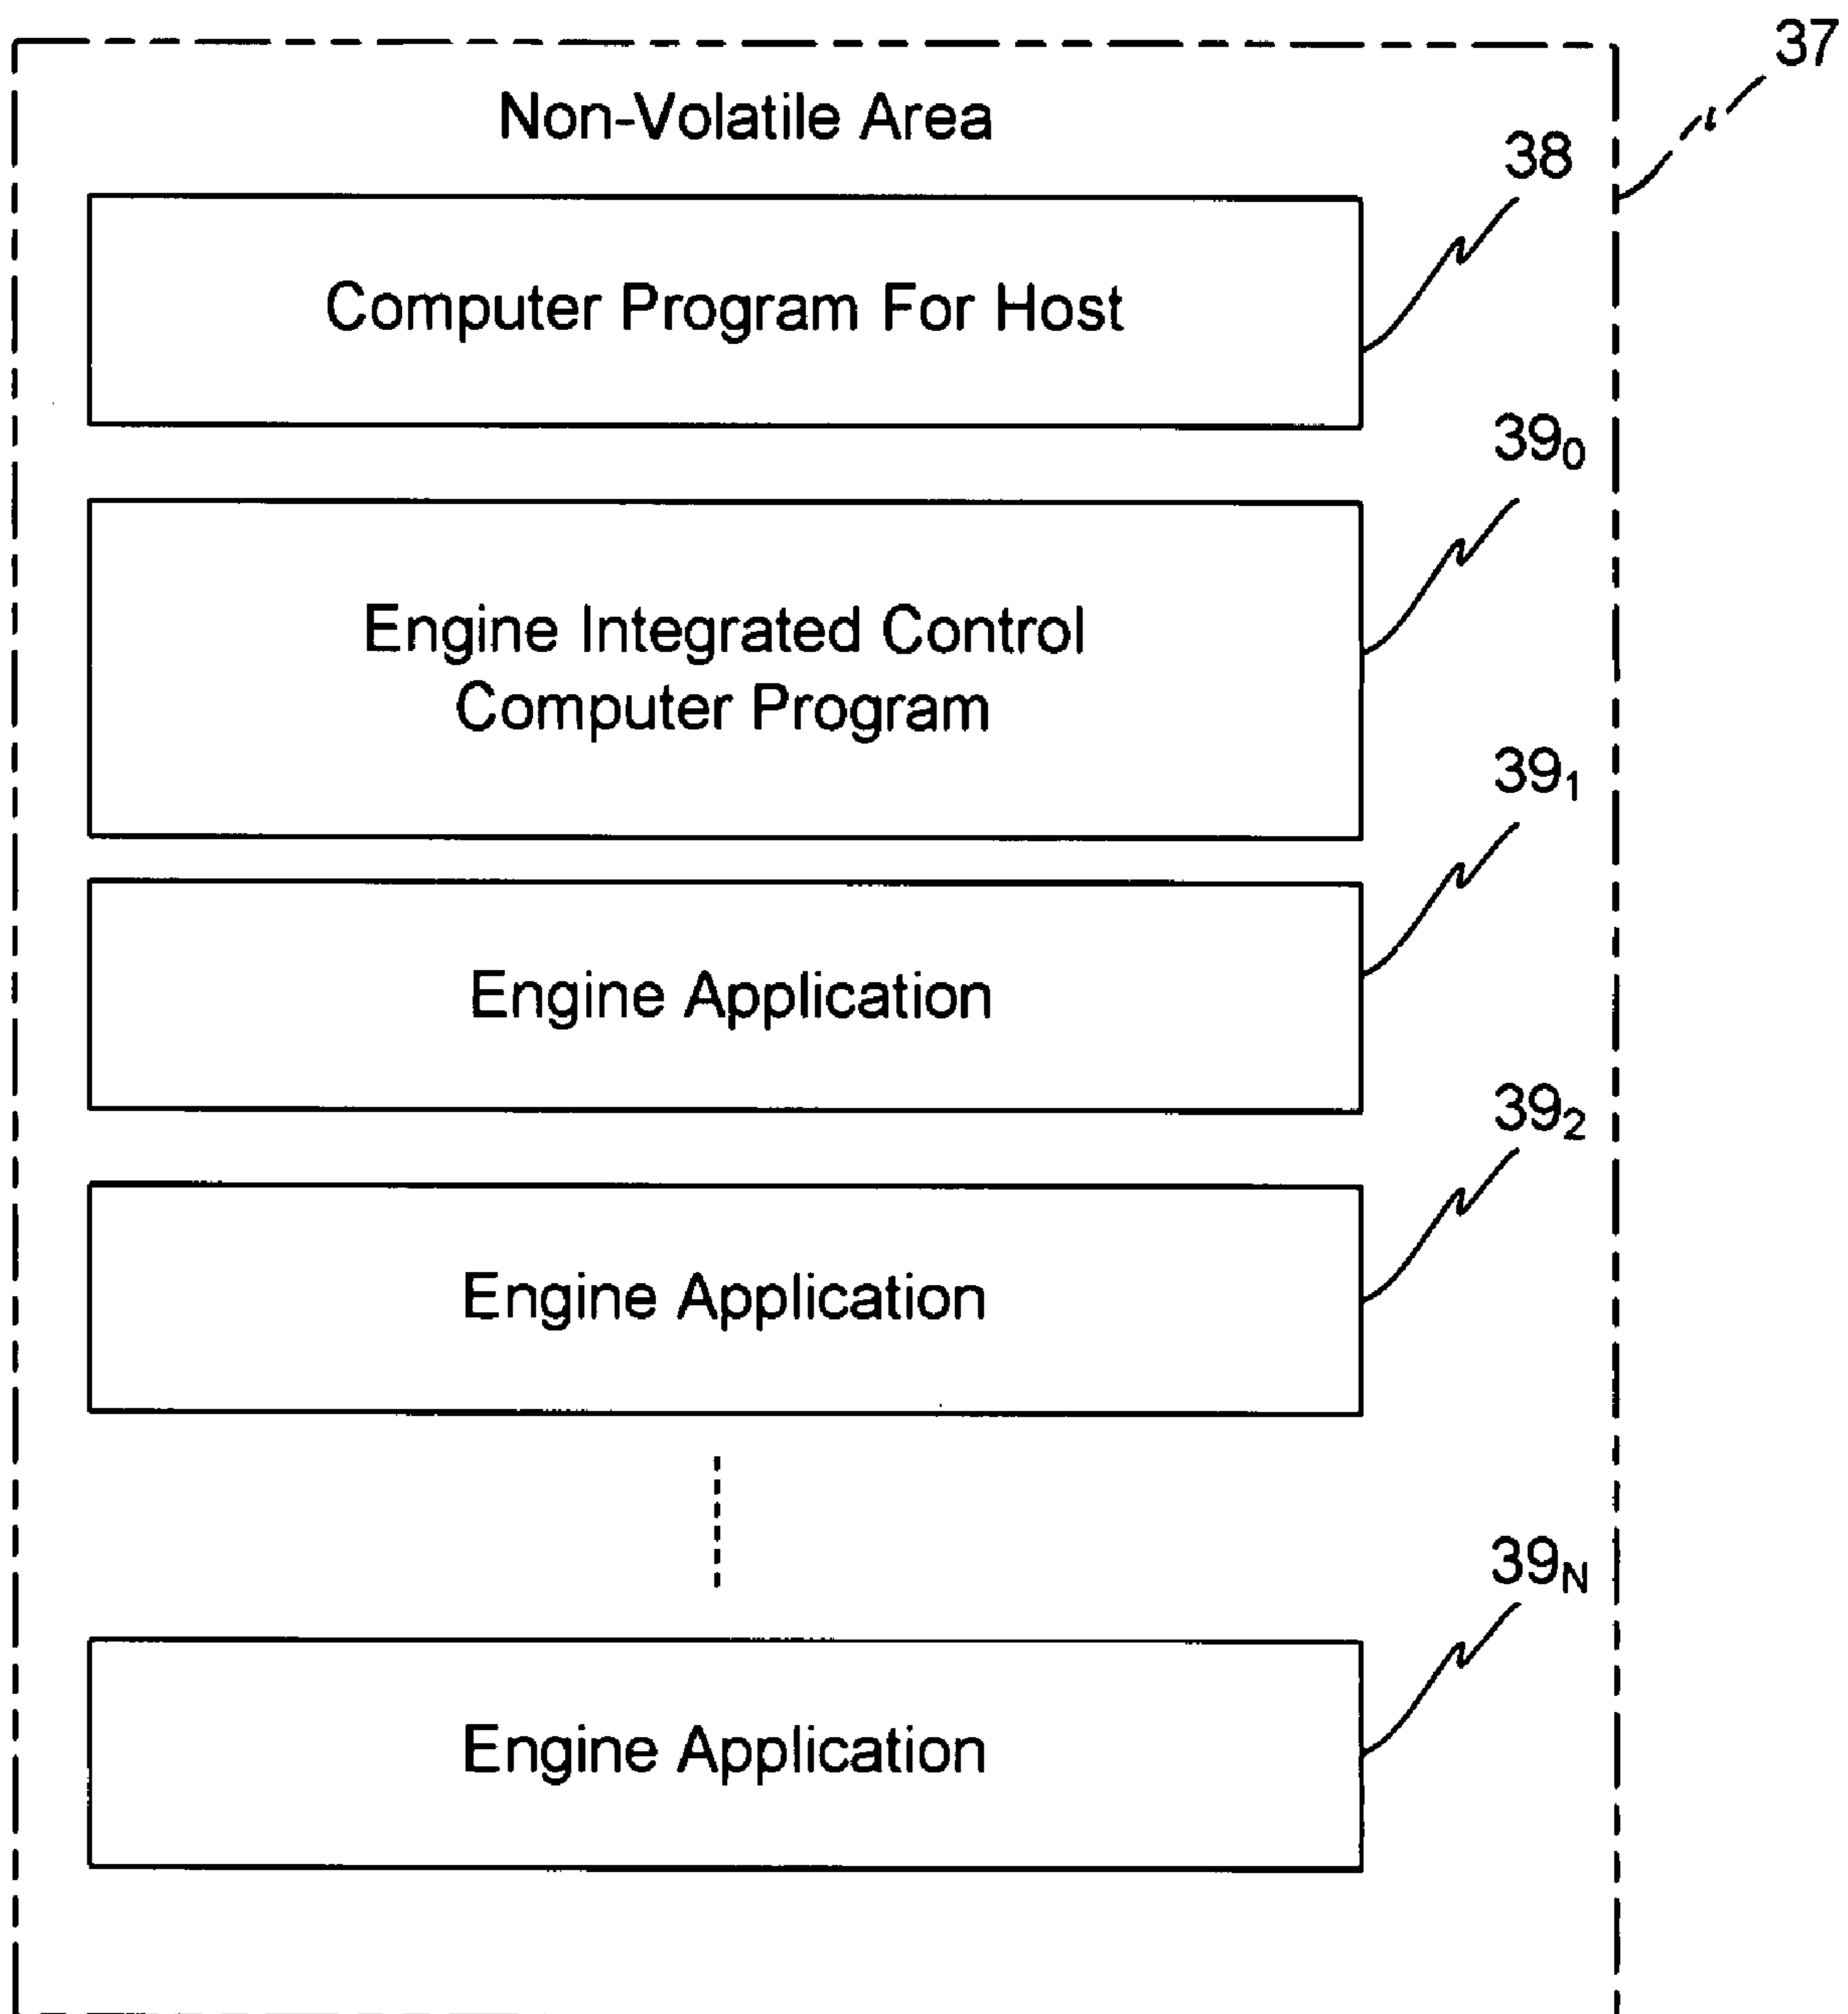 37
Non-Volatile Area
38
Computer Program For Host
39₀
Engine Integrated Control
Computer Program
39₁
Engine Application
39₂
Engine Application
39ₙ
Engine Application